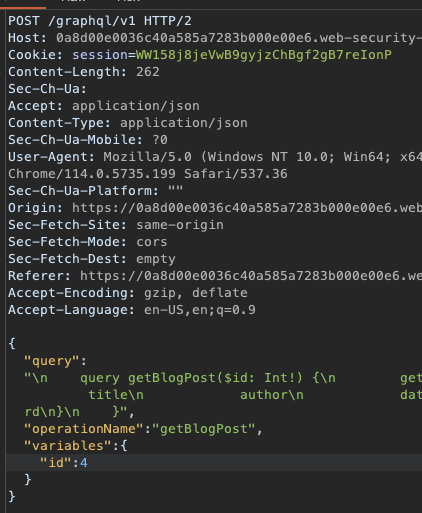 POST /graphql/v1 HTTP/2
Host: 0a8d00e0036c40a585a7283b000e00e6.web-security-
Cookie: session=WW158j8jeVwB9gyjzChBgf2gB7reIonP
Content-Length: 262
Sec-Ch-Ua:
Accept: application/json
Content-Type: application/json
Sec-Ch-Ua-Mobile: ?0
User-Agent: Mozilla/5.0 (Windows NT 10.0; Win64; x64
Chrome/114.0.5735.199 Safari/537.36
Sec-Ch-Ua-Platform: ""
Origin: https://0a8d00e0036c40a585a7283b000e00e6.web
Sec-Fetch-Site: same-origin
Sec-Fetch-Mode: cors
Sec-Fetch-Dest: empty
Referer: https://0a8d00e0036c40a585a7283b000e00e6.we
Accept-Encoding: gzip, deflate
Accept-Language: en-US,en;q=0.9
{
"query":
"\n    query getBlogPost($id: Int!) {\n        get
title\n            author\n            dat
rd\n}\n    }",
"operationName":"getBlogPost",
"variables":{
"id":4
}
}